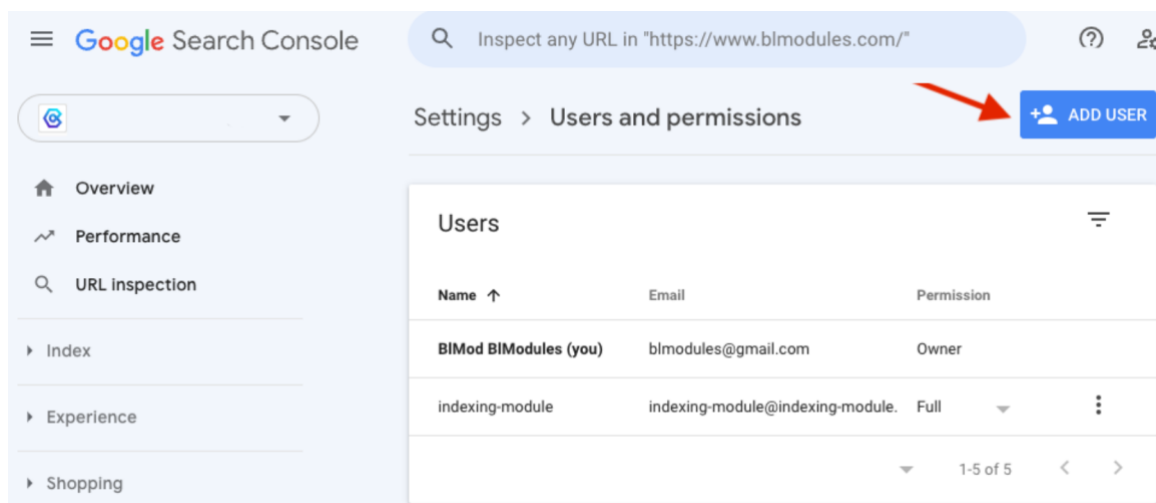 Google Search Console
Inspect any URL in "https://www.blmodules.com/"
Settings > Users and permissions
ADD USER
Overview
Performance
URL inspection
Index
Experience
Shopping
Users
Name Email Permission
BlMod BlModules (you) blmodules@gmail.com Owner
indexing-module indexing-module@indexing-module. Full
1-5 of 5